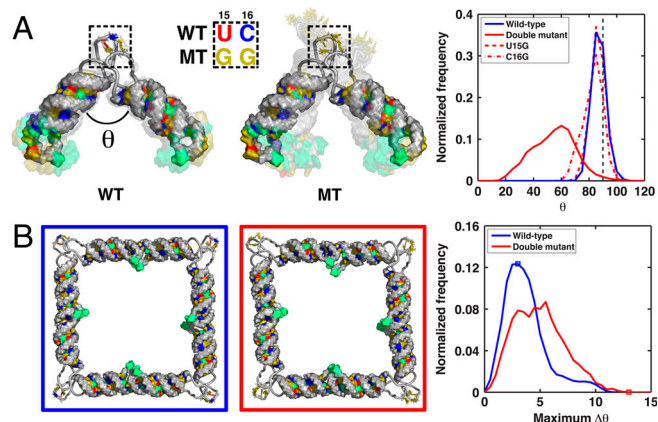 A
15 16
WT U C
MT G G
θ
WT
MT
Normalized frequency
0.4
0.3
0.2
0.1
0
Wild-type
Double mutant
U15G
C16G
0 20 40 60 80 100 120
θ
B
Normalized frequency
0.16
0.12
0.08
0.04
0
Wild-type
Double mutant
0 5 10 15
Maximum Δθ